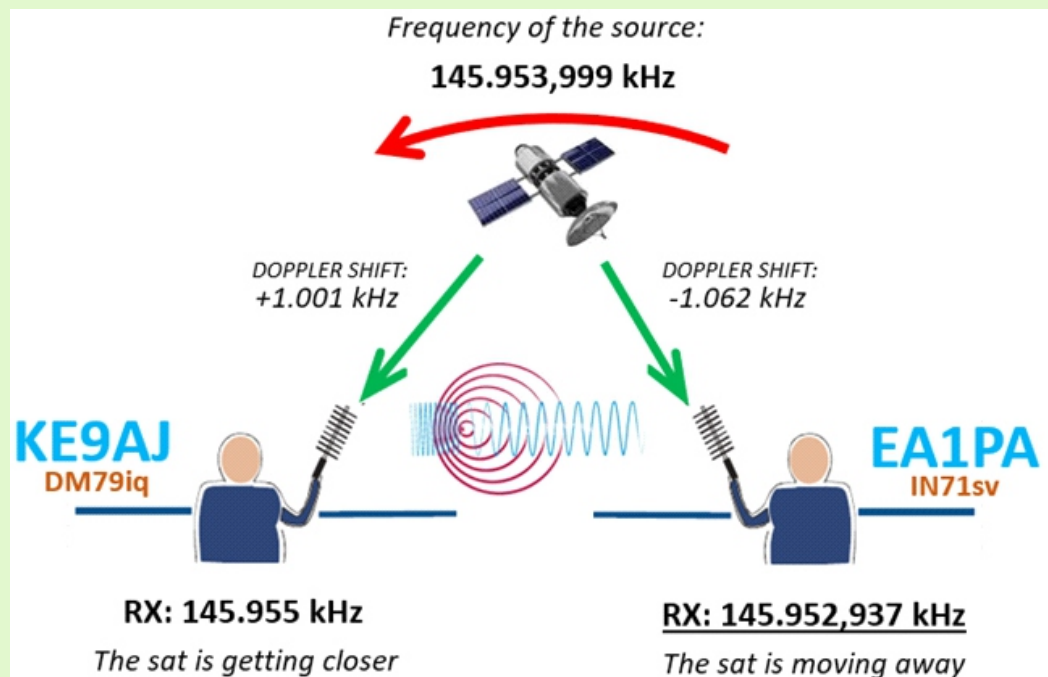 Frequency of the source:
145.953,999 kHz
DOPPLER SHIFT:
+1.001 kHz
DOPPLER SHIFT:
-1.062 kHz
KE9AJ
DM79iq
EA1PA
IN71sv
RX: 145.955 kHz
The sat is getting closer
RX: 145.952,937 kHz
The sat is moving away